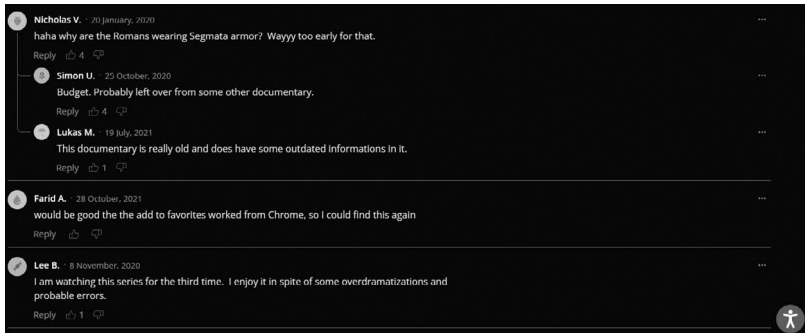 Nicholas V. · 20 January, 2020
haha why are the Romans wearing Segmata armor? Wayyy too early for that.
Reply 4
Simon U. · 25 October, 2020
Budget. Probably left over from some other documentary.
Reply 4
Lukas M. · 19 July, 2021
This documentary is really old and does have some outdated informations in it.
Reply 1
Farid A. · 28 October, 2021
would be good the the add to favorites worked from Chrome, so I could find this again
Reply
Lee B. · 8 November, 2020
I am watching this series for the third time. I enjoy it in spite of some overdramatizations and
probable errors.
Reply 1